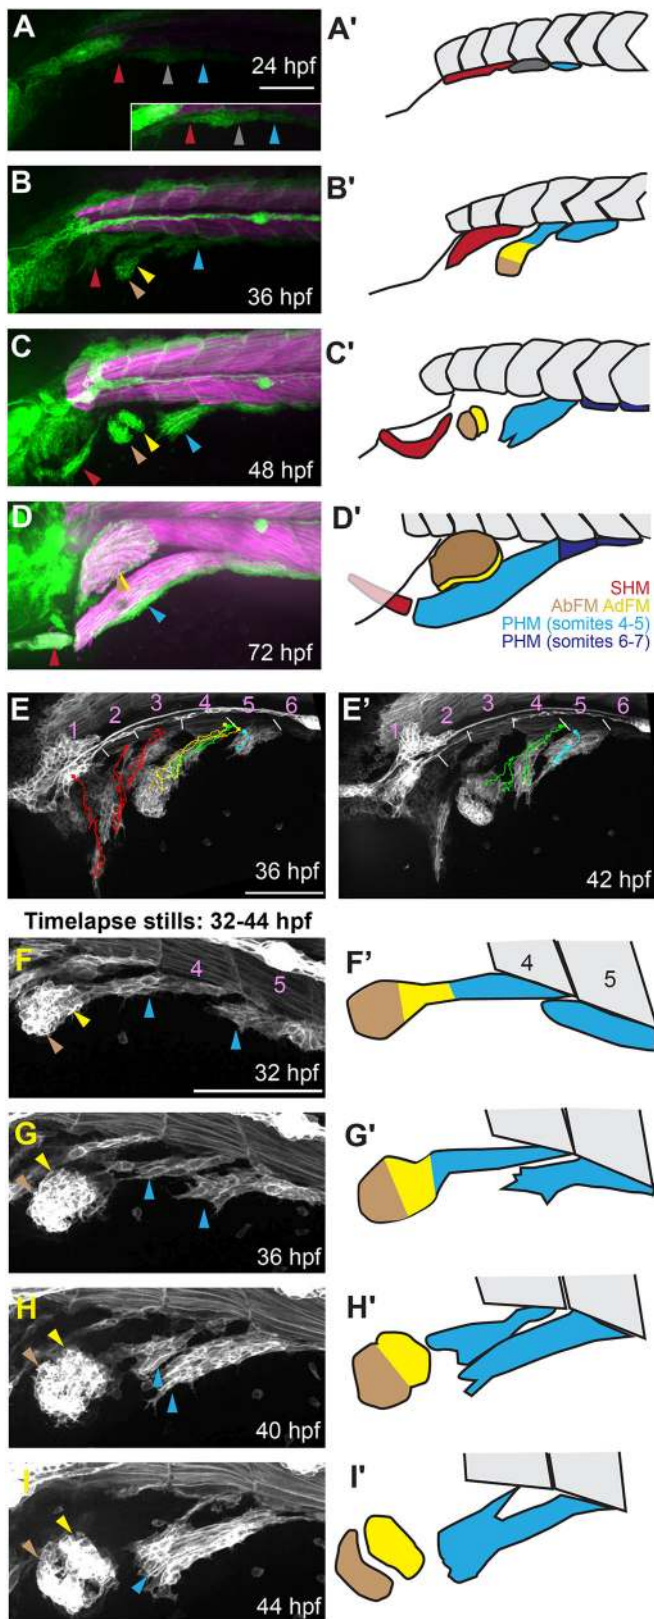 A
24 hpf
A'
B
36 hpf
B'
C
48 hpf
C'
D
72 hpf
D'
SHM
AbFM AdFM
PHM (somites 4-5)
PHM (somites 6-7)
E
1 2 3 4 5 6
36 hpf
E'
1 2 3 4 5 6
42 hpf
Timelapse stills: 32-44 hpf
F
4
5
32 hpf
F'
4
5
G
36 hpf
G'
H
40 hpf
H'
I
44 hpf
I'